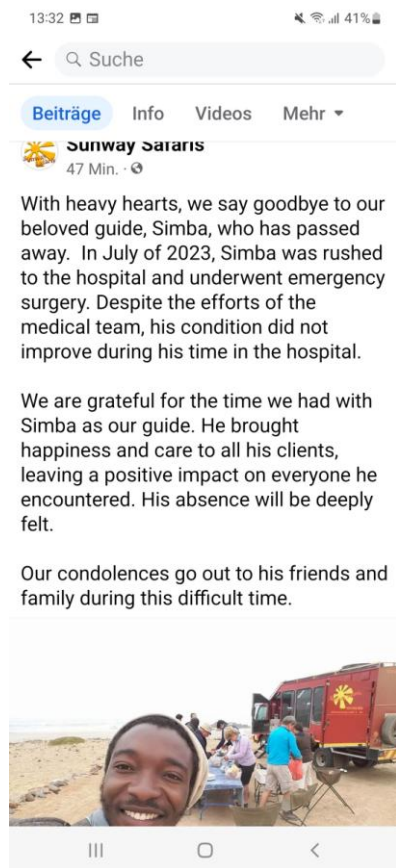 13:32
41%
Suche
Beiträge Info Videos Mehr
Sunway Safaris
47 Min. ·
With heavy hearts, we say goodbye to our
beloved guide, Simba, who has passed
away. In July of 2023, Simba was rushed
to the hospital and underwent emergency
surgery. Despite the efforts of the
medical team, his condition did not
improve during his time in the hospital.
We are grateful for the time we had with
Simba as our guide. He brought
happiness and care to all his clients,
leaving a positive impact on everyone he
encountered. His absence will be deeply
felt.
Our condolences go out to his friends and
family during this difficult time.